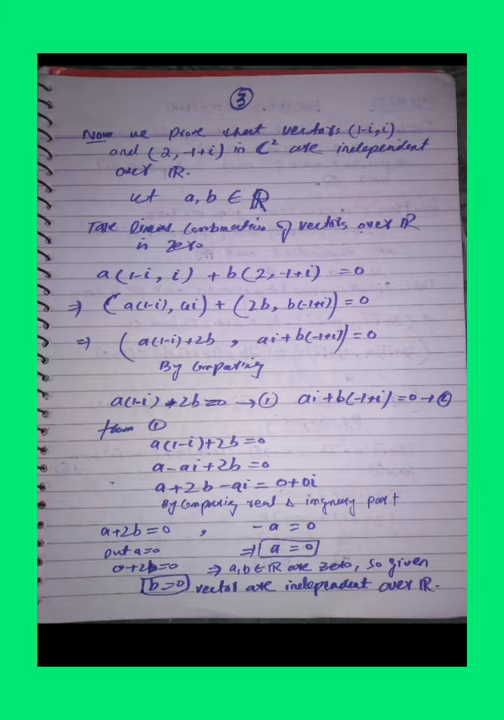 3
Now we prove that vectors (1-i, i)
and (2, -1+i) in ℂ² are independent
over ℝ.
Let a, b ∈ ℝ
Take linear combination of vectors over ℝ
is zero
a(1-i, i) + b(2, -1+i) = 0
⇒ (a(1-i), ai) + (2b, b(-1+i)) = 0
⇒ (a(1-i)+2b , ai+b(-1+i)) = 0
By Comparing
a(1-i) + 2b = 0 → ① ai + b(-1+i) = 0 → ②
from ①
a(1-i) + 2b = 0
a - ai + 2b = 0
a + 2b - ai = 0 + 0i
By Comparing real & imginary part
a + 2b = 0 , -a = 0
put a=0 ⇒ a = 0
0+2b=0 ⇒ a, b ∈ ℝ are zero, so given
b = 0 vectors are independent over ℝ.